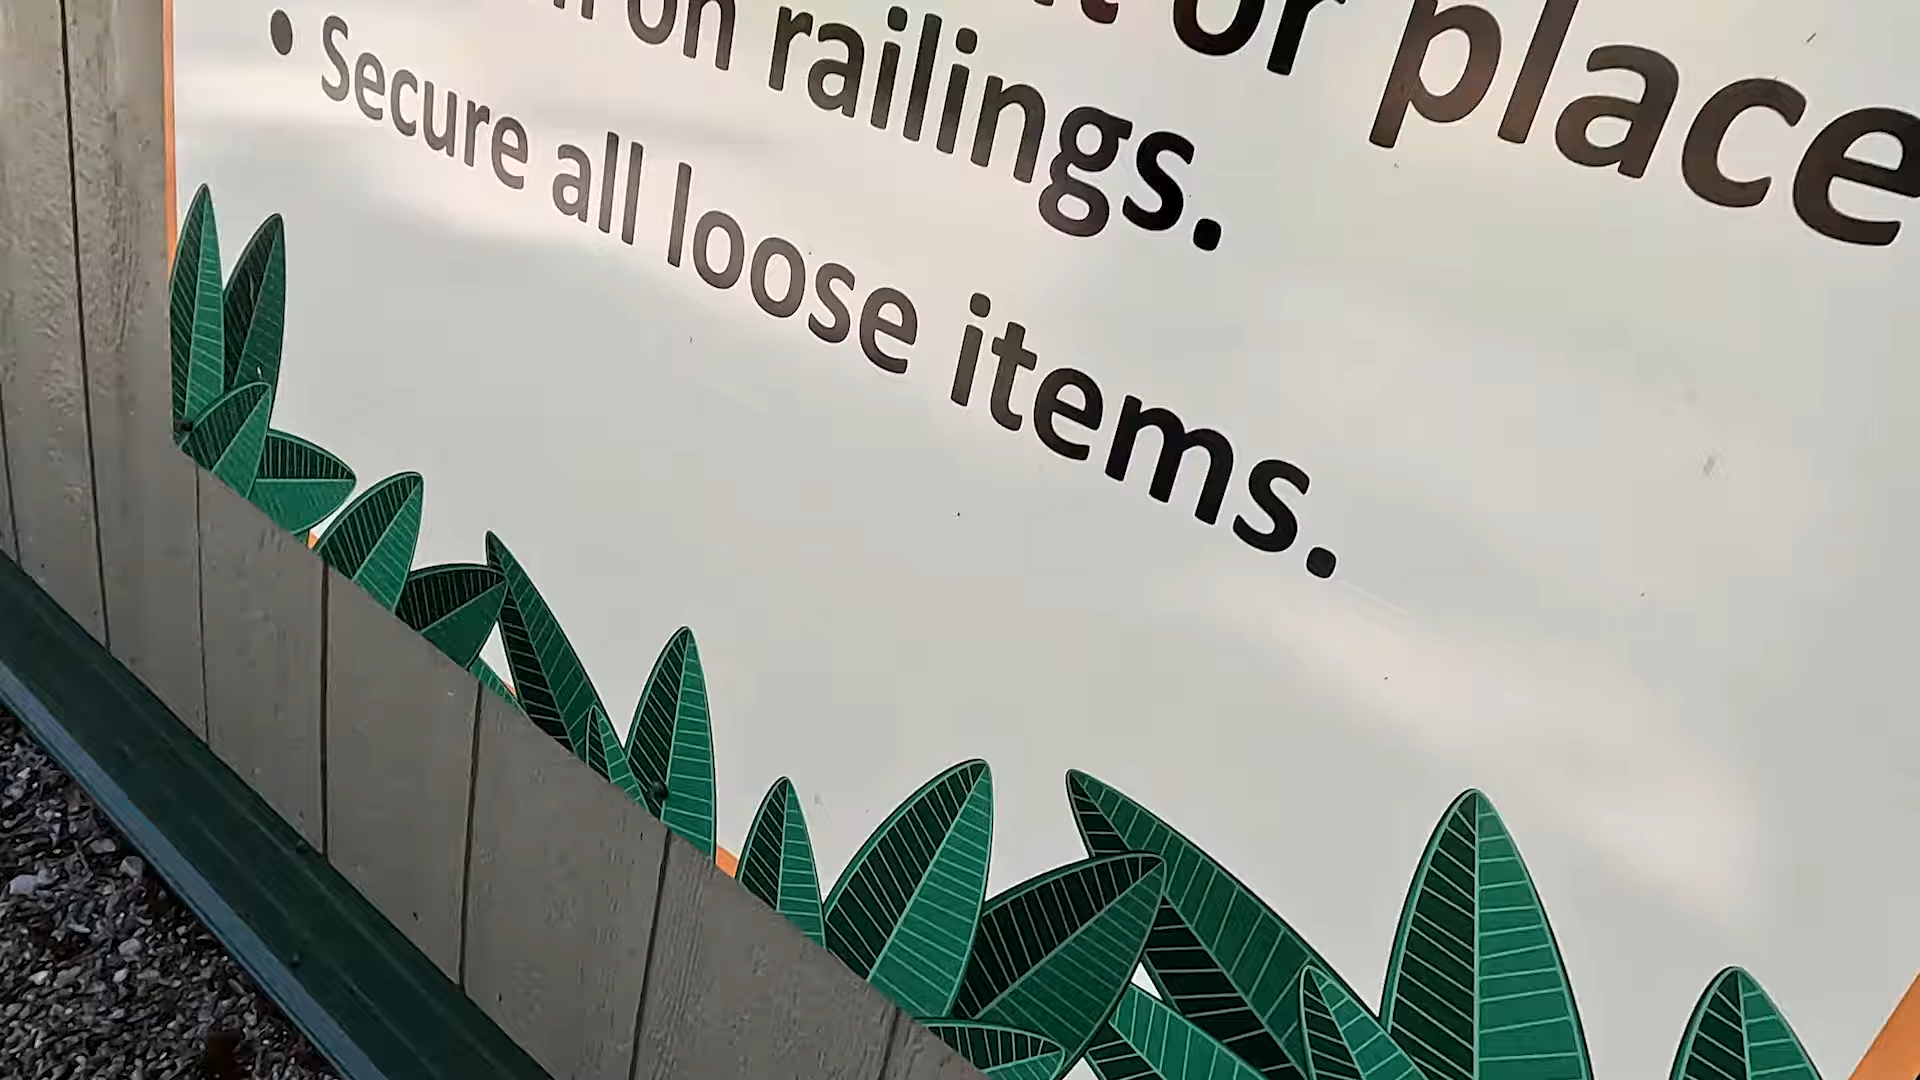 or place
on railings.
• Secure all loose items.